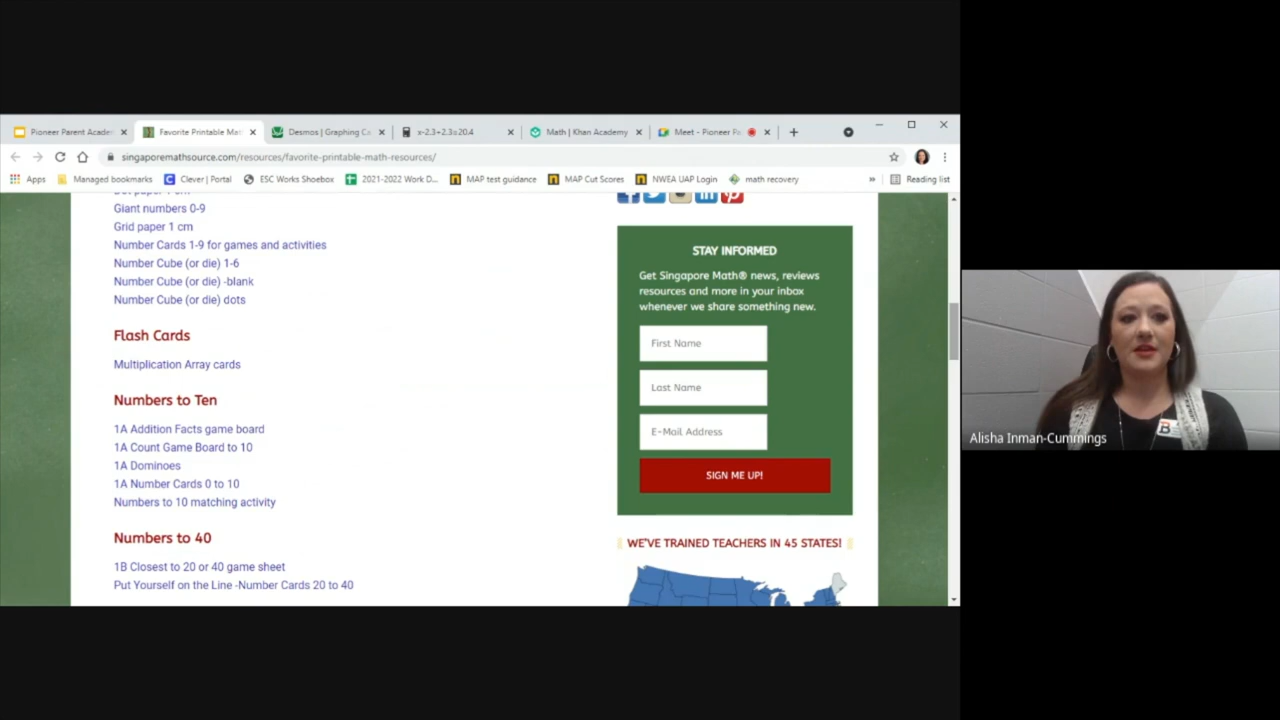 Pioneer Parent Acade
Favorite Printable Ma
Desmos | Graphing Ca
x-2.3÷2.3≥20.4
Math | Khan Academy
Meet - Pioneer Pa
singaporemathsource.com/resources/favorite-printable-math-resources/
Apps
Managed bookmarks
Clever | Portal
ESC Works Shoebox
2021-2022 Work D...
MAP test guidance
MAP Cut Scores
NWEA UAP Login
math recovery
»
Reading list
Giant numbers 0-9
Grid paper 1 cm
Number Cards 1-9 for games and activities
Number Cube (or die) 1-6
Number Cube (or die) -blank
Number Cube (or die) dots
Flash Cards
Multiplication Array cards
Numbers to Ten
1A Addition Facts game board
1A Count Game Board to 10
1A Dominoes
1A Number Cards 0 to 10
Numbers to 10 matching activity
Numbers to 40
1B Closest to 20 or 40 game sheet
Put Yourself on the Line -Number Cards 20 to 40
STAY INFORMED
Get Singapore Math® news, reviews
resources and more in your inbox
whenever we share something new.
First Name
Last Name
E-Mail Address
SIGN ME UP!
WE'VE TRAINED TEACHERS IN 45 STATES!
Alisha Inman-Cummings